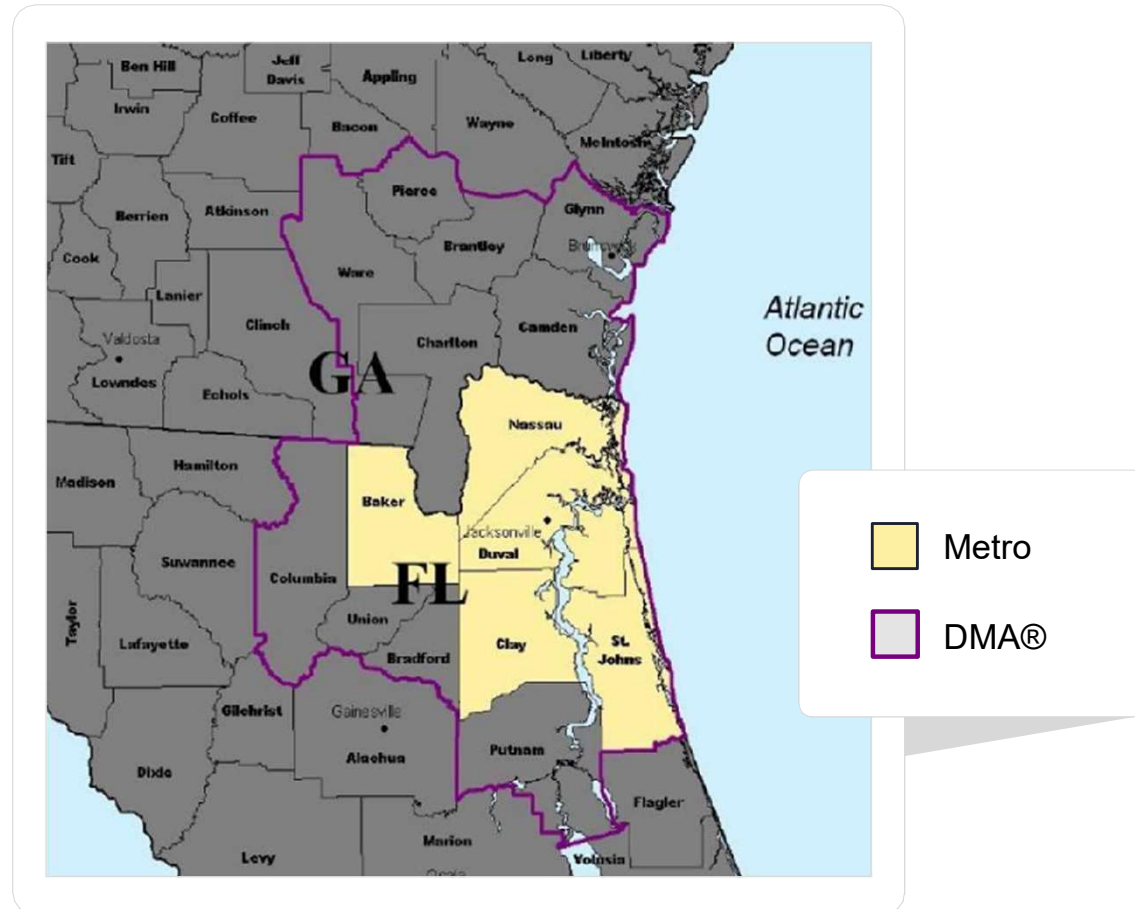 Long Liberty
Jeff
Davis
Ben Hill
Appling
Irwin
Coffee
Bacon
Wayne
McIntosh
Tift
Pierce
Atkinson
Berrien
Glynn
Brantley
Brunswick
Cook
Ware
Lanier
Clinch
Camden
Charlton
Valdosta
Lowndes
GA
Echols
Atlantic
Ocean
Nassau
Hamilton
Madison
Baker
Jacksonville
Duval
Suwannee
Columbia
FL
Union
Taylor
Lafayette
Bradford
Clay
St.
Johns
Gilchrist
Gainesville
Alachua
Putnam
Dixie
Flagler
Marion
Levy
Volusia
Ocala
Metro
DMA®